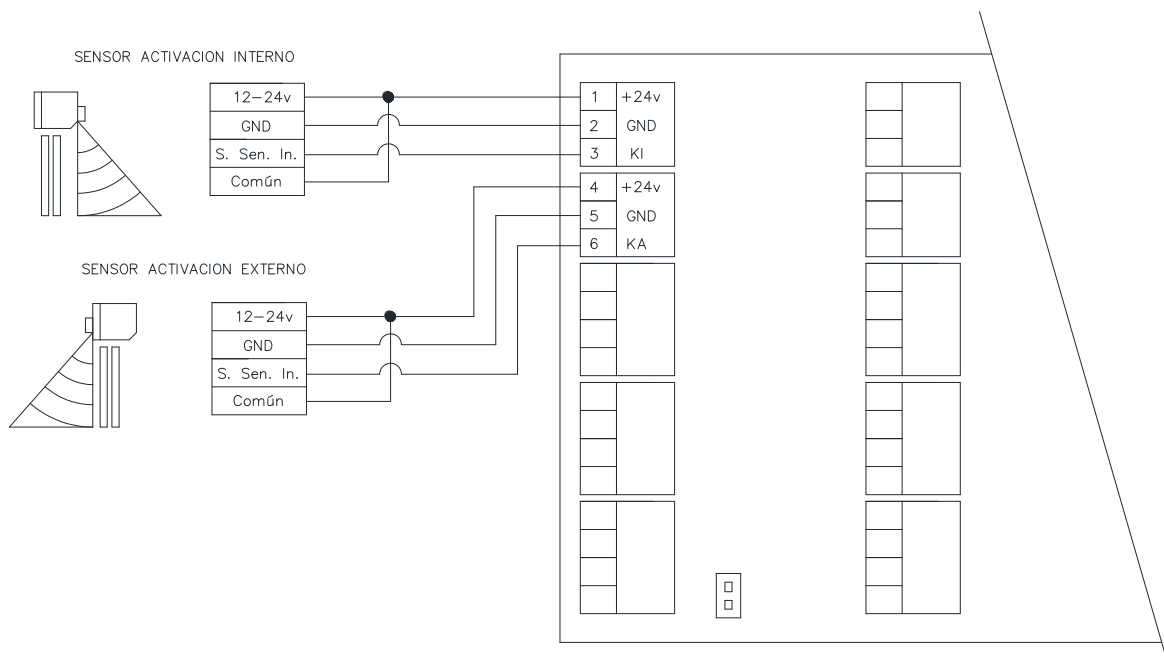 SENSOR ACTIVACION INTERNO
12-24v
GND
S. Sen. In.
Común
1 +24v
2 GND
3 KI
4 +24v
5 GND
6 KA
SENSOR ACTIVACION EXTERNO
12-24v
GND
S. Sen. In.
Común